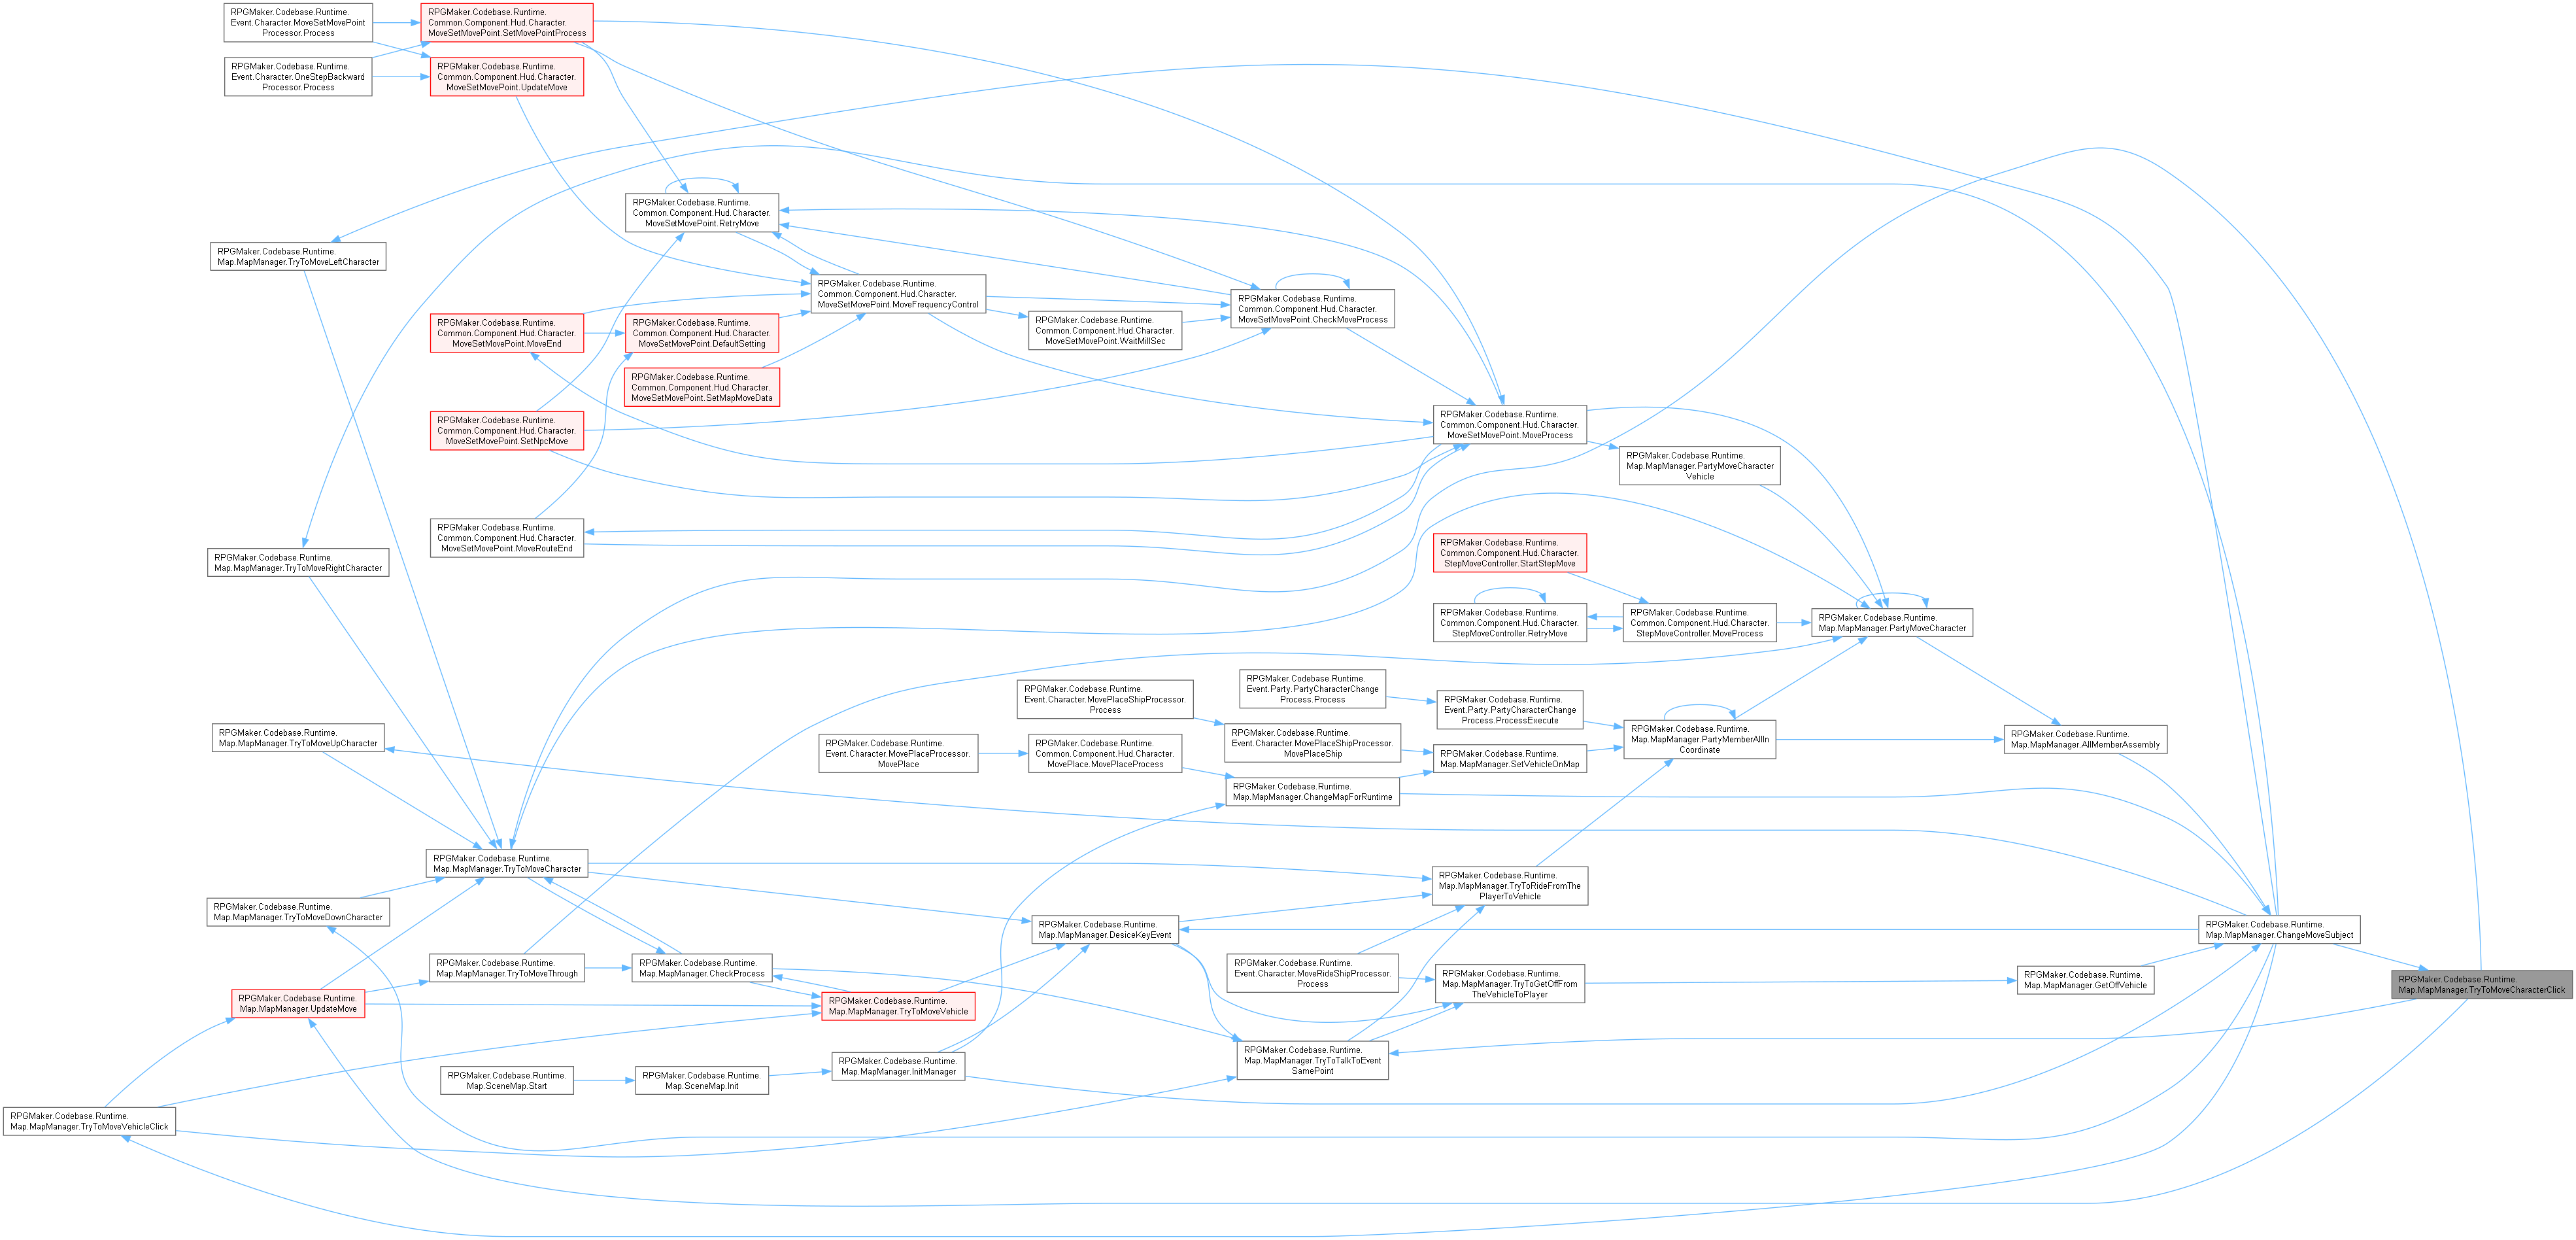 RPGMaker.Codebase.Runtime.
Event.Character.MoveSetMovePoint
Processor.Process
RPGMaker.Codebase.Runtime.
Common.Component.Hud.Character.
MoveSetMovePoint.SetMovePointProcess
RPGMaker.Codebase.Runtime.
Event.Character.OneStepBackward
Processor.Process
RPGMaker.Codebase.Runtime.
Common.Component.Hud.Character.
MoveSetMovePoint.UpdateMove
RPGMaker.Codebase.Runtime.
Common.Component.Hud.Character.
MoveSetMovePoint.RetryMove
RPGMaker.Codebase.Runtime.
Map.MapManager.TryToMoveLeftCharacter
RPGMaker.Codebase.Runtime.
Common.Component.Hud.Character.
MoveSetMovePoint.MoveFrequencyControl
RPGMaker.Codebase.Runtime.
Common.Component.Hud.Character.
MoveSetMovePoint.CheckMoveProcess
RPGMaker.Codebase.Runtime.
Common.Component.Hud.Character.
MoveSetMovePoint.MoveEnd
RPGMaker.Codebase.Runtime.
Common.Component.Hud.Character.
MoveSetMovePoint.DefaultSetting
RPGMaker.Codebase.Runtime.
Common.Component.Hud.Character.
MoveSetMovePoint.WaitMillSec
RPGMaker.Codebase.Runtime.
Common.Component.Hud.Character.
MoveSetMovePoint.SetMapMoveData
RPGMaker.Codebase.Runtime.
Common.Component.Hud.Character.
MoveSetMovePoint.SetNpcMove
RPGMaker.Codebase.Runtime.
Common.Component.Hud.Character.
MoveSetMovePoint.MoveProcess
RPGMaker.Codebase.Runtime.
Map.MapManager.PartyMoveCharacter
Vehicle
RPGMaker.Codebase.Runtime.
Common.Component.Hud.Character.
MoveSetMovePoint.MoveRouteEnd
RPGMaker.Codebase.Runtime.
Map.MapManager.TryToMoveRightCharacter
RPGMaker.Codebase.Runtime.
Common.Component.Hud.Character.
StepMoveController.StartStepMove
RPGMaker.Codebase.Runtime.
Common.Component.Hud.Character.
StepMoveController.RetryMove
RPGMaker.Codebase.Runtime.
Common.Component.Hud.Character.
StepMoveController.MoveProcess
RPGMaker.Codebase.Runtime.
Map.MapManager.PartyMoveCharacter
RPGMaker.Codebase.Runtime.
Event.Party.PartyCharacterChange
Process.Process
RPGMaker.Codebase.Runtime.
Event.Character.MovePlaceShipProcessor.
Process
RPGMaker.Codebase.Runtime.
Event.Party.PartyCharacterChange
Process.ProcessExecute
RPGMaker.Codebase.Runtime.
Map.MapManager.TryToMoveUpCharacter
RPGMaker.Codebase.Runtime.
Event.Character.MovePlaceShipProcessor.
MovePlaceShip
RPGMaker.Codebase.Runtime.
Map.MapManager.PartyMemberAllIn
Coordinate
RPGMaker.Codebase.Runtime.
Map.MapManager.AllMemberAssembly
RPGMaker.Codebase.Runtime.
Event.Character.MovePlaceProcessor.
MovePlace
RPGMaker.Codebase.Runtime.
Common.Component.Hud.Character.
MovePlace.MovePlaceProcess
RPGMaker.Codebase.Runtime.
Map.MapManager.SetVehicleOnMap
RPGMaker.Codebase.Runtime.
Map.MapManager.ChangeMapForRuntime
RPGMaker.Codebase.Runtime.
Map.MapManager.TryToMoveCharacter
RPGMaker.Codebase.Runtime.
Map.MapManager.TryToRideFromThe
PlayerToVehicle
RPGMaker.Codebase.Runtime.
Map.MapManager.TryToMoveDownCharacter
RPGMaker.Codebase.Runtime.
Map.MapManager.DesiceKeyEvent
RPGMaker.Codebase.Runtime.
Map.MapManager.ChangeMoveSubject
RPGMaker.Codebase.Runtime.
Map.MapManager.TryToMoveThrough
RPGMaker.Codebase.Runtime.
Map.MapManager.CheckProcess
RPGMaker.Codebase.Runtime.
Event.Character.MoveRideShipProcessor.
Process
RPGMaker.Codebase.Runtime.
Map.MapManager.TryToGetOffFrom
TheVehicleToPlayer
RPGMaker.Codebase.Runtime.
Map.MapManager.GetOffVehicle
RPGMaker.Codebase.Runtime.
Map.MapManager.TryToMoveCharacterClick
RPGMaker.Codebase.Runtime.
Map.MapManager.UpdateMove
RPGMaker.Codebase.Runtime.
Map.MapManager.TryToMoveVehicle
RPGMaker.Codebase.Runtime.
Map.MapManager.TryToTalkToEvent
SamePoint
RPGMaker.Codebase.Runtime.
Map.SceneMap.Start
RPGMaker.Codebase.Runtime.
Map.SceneMap.Init
RPGMaker.Codebase.Runtime.
Map.MapManager.InitManager
RPGMaker.Codebase.Runtime.
Map.MapManager.TryToMoveVehicleClick